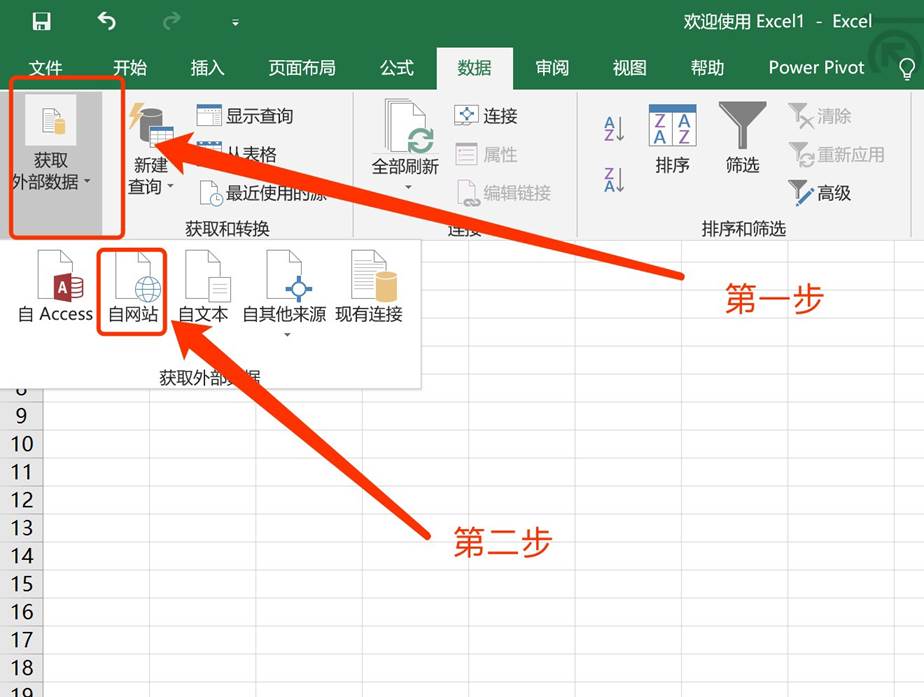 欢迎使用 Excel1 - Excel
文件 开始 插入 页面布局 公式 数据 审阅 视图 帮助 Power Pivot
获取
外部数据
新建
查询
显示查询
从表格
最近使用的源
获取和转换
全部刷新
连接
属性
编辑链接
连接
A
Z
Z
A
Z A
A Z
排序
筛选
清除
重新应用
高级
排序和筛选
A
自 Access
自网站
自文本
自其他来源
现有连接
获取外部数据
第一步
第二步
8
9
10
11
12
13
14
15
16
17
18
19